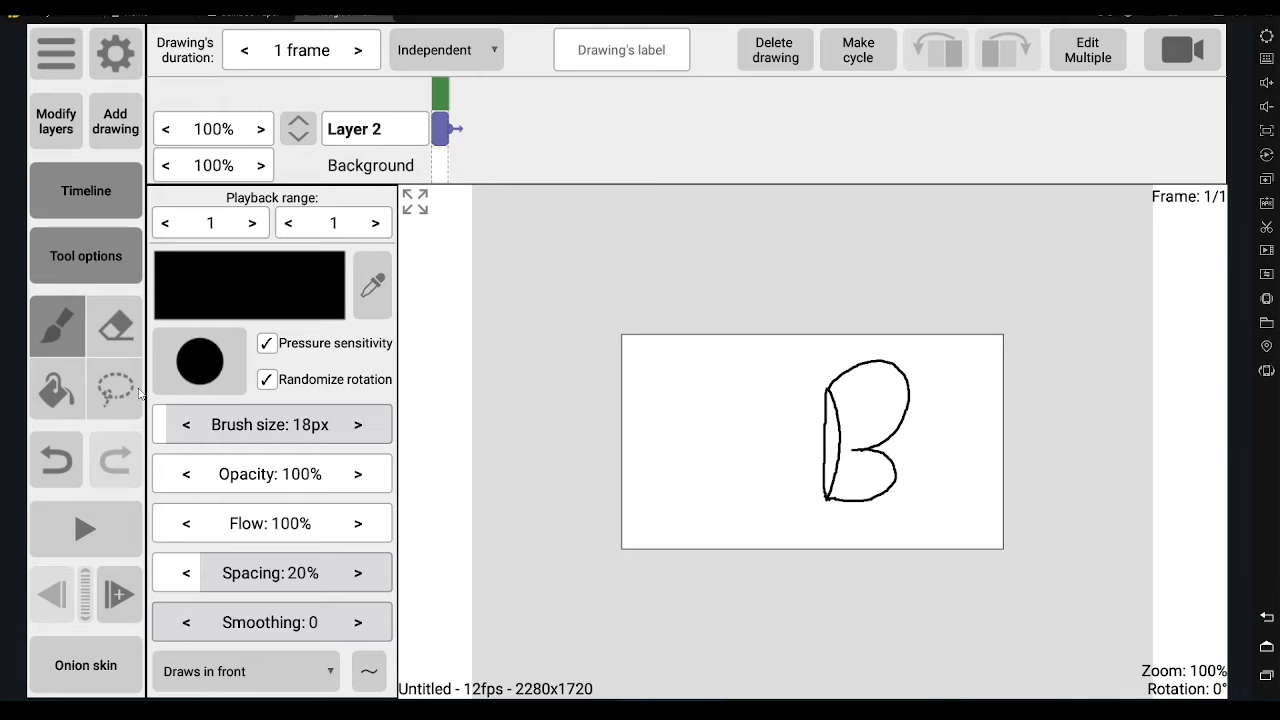 Drawing's duration:
< 1 frame >
Independent
Drawing's label
Delete drawing
Make cycle
Edit Multiple
Modify layers
Add drawing
< 100% >
Layer 2
< 100% >
Background
Timeline
Playback range:
< 1 >
< 1 >
Frame: 1/1
Tool options
✓ Pressure sensitivity
✓ Randomize rotation
< Brush size: 18px >
< Opacity: 100% >
< Flow: 100% >
< Spacing: 20% >
< Smoothing: 0 >
Onion skin
Draws in front
B
Zoom: 100%
Untitled - 12fps - 2280x1720
Rotation: 0°